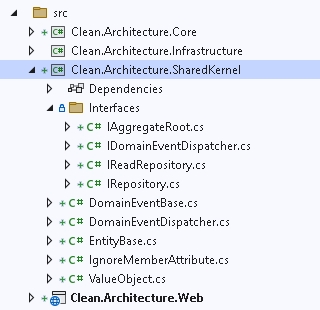 src
Clean.Architecture.Core
Clean.Architecture.Infrastructure
Clean.Architecture.SharedKernel
Dependencies
Interfaces
C# IAggregateRoot.cs
C# IDomainEventDispatcher.cs
C# IReadRepository.cs
C# IRepository.cs
C# DomainEventBase.cs
C# DomainEventDispatcher.cs
C# EntityBase.cs
C# IgnoreMemberAttribute.cs
C# ValueObject.cs
Clean.Architecture.Web